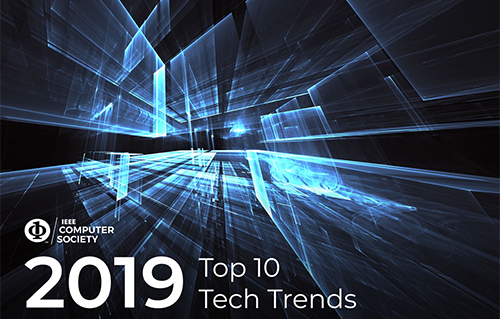 IEEE
COMPUTER
SOCIETY
2019 Top 10
Tech Trends